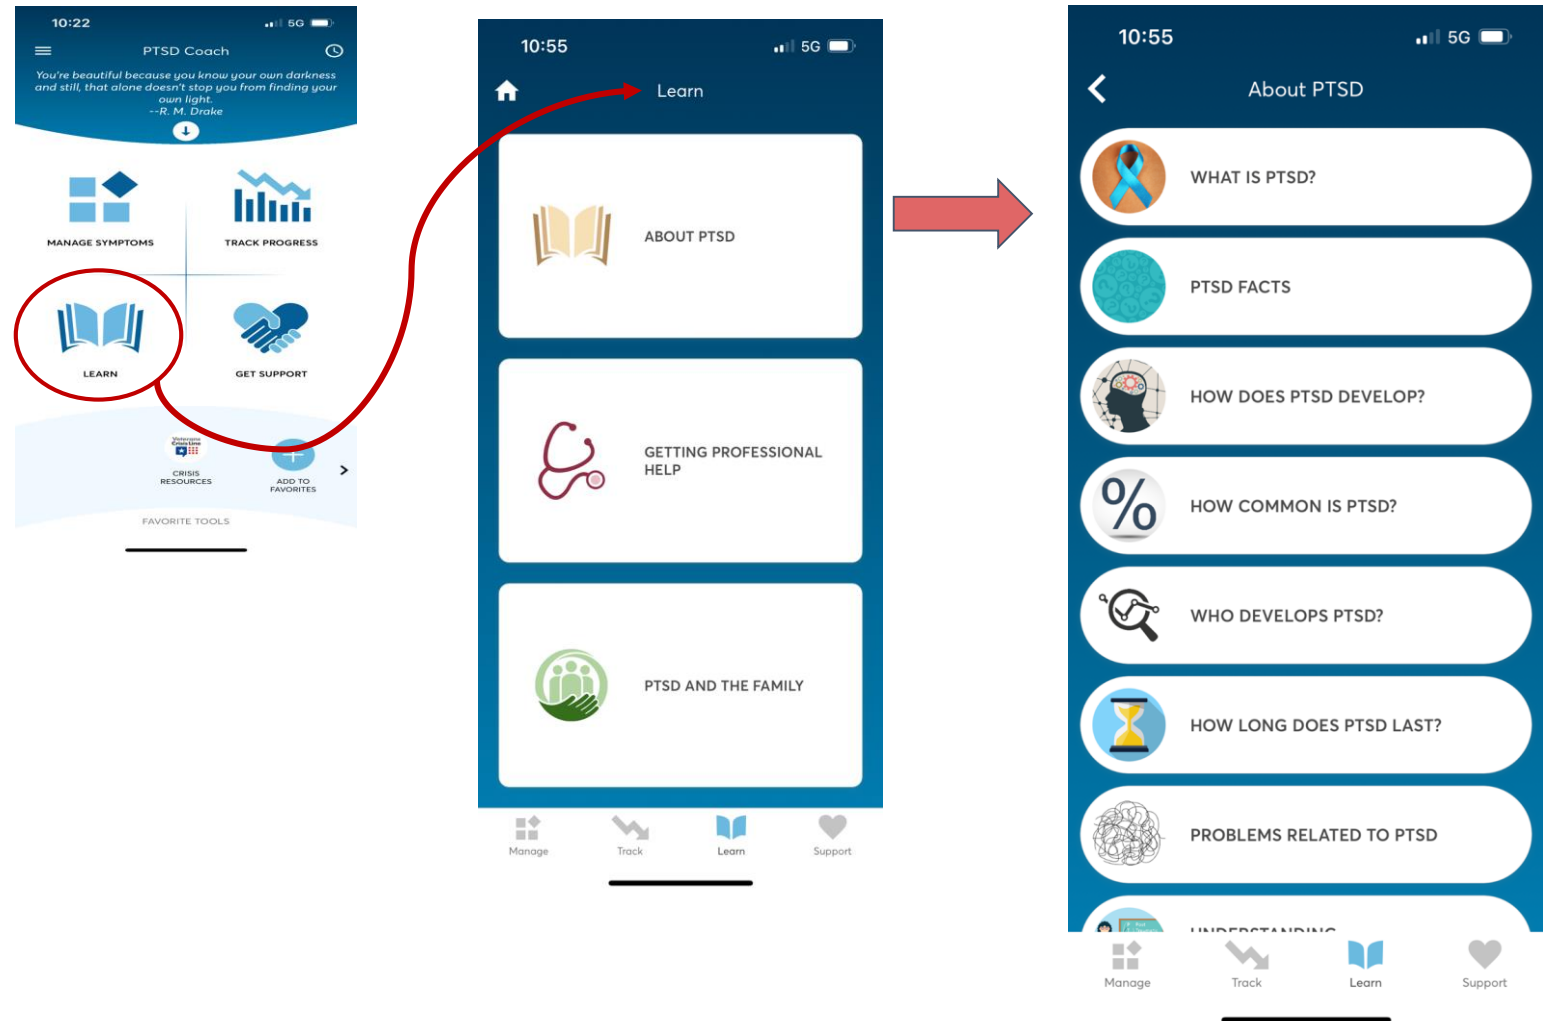 10:22
5G
PTSD Coach
You're beautiful because you know your own darkness
and still, that alone doesn't stop you from finding your
own light.
--R. M. Drake
MANAGE SYMPTOMS
TRACK PROGRESS
LEARN
GET SUPPORT
Veterans
Crisis Line
CRISIS
RESOURCES
ADD TO
FAVORITES
FAVORITE TOOLS
10:55
5G
Learn
ABOUT PTSD
GETTING PROFESSIONAL
HELP
PTSD AND THE FAMILY
Manage
Track
Learn
Support
10:55
5G
About PTSD
WHAT IS PTSD?
PTSD FACTS
HOW DOES PTSD DEVELOP?
%
HOW COMMON IS PTSD?
WHO DEVELOPS PTSD?
HOW LONG DOES PTSD LAST?
PROBLEMS RELATED TO PTSD
UNDERSTANDING
Manage
Track
Learn
Support